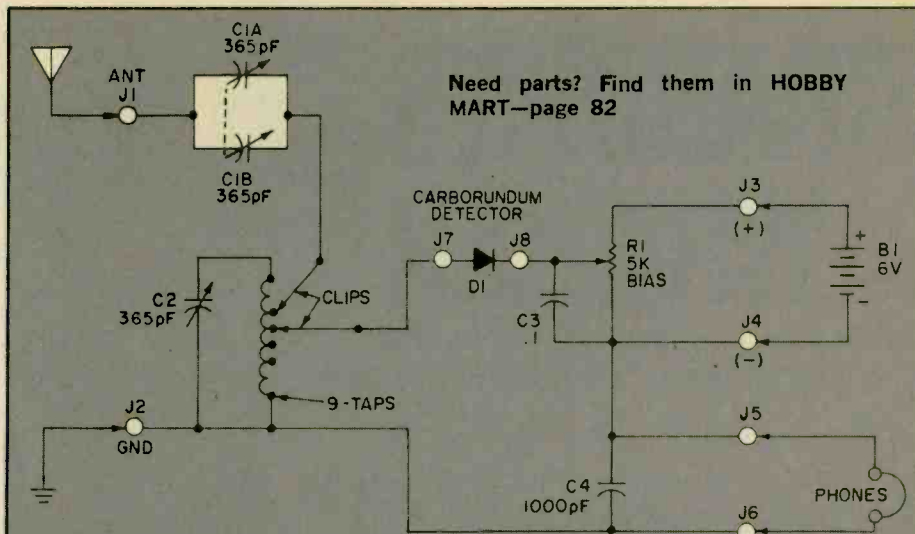 C1A
365pF
ANT
J1
Need parts? Find them in HOBBY
MART—page 82
C1B
365pF
CARBORUNDUM
DETECTOR
J7
J8
D1
J3
(+)
R1
5K
BIAS
+
B1
6V
-
C2
365pF
CLIPS
C3
.1
J4
(-)
9-TAPS
J2
GND
J5
C4
1000pF
PHONES
J6